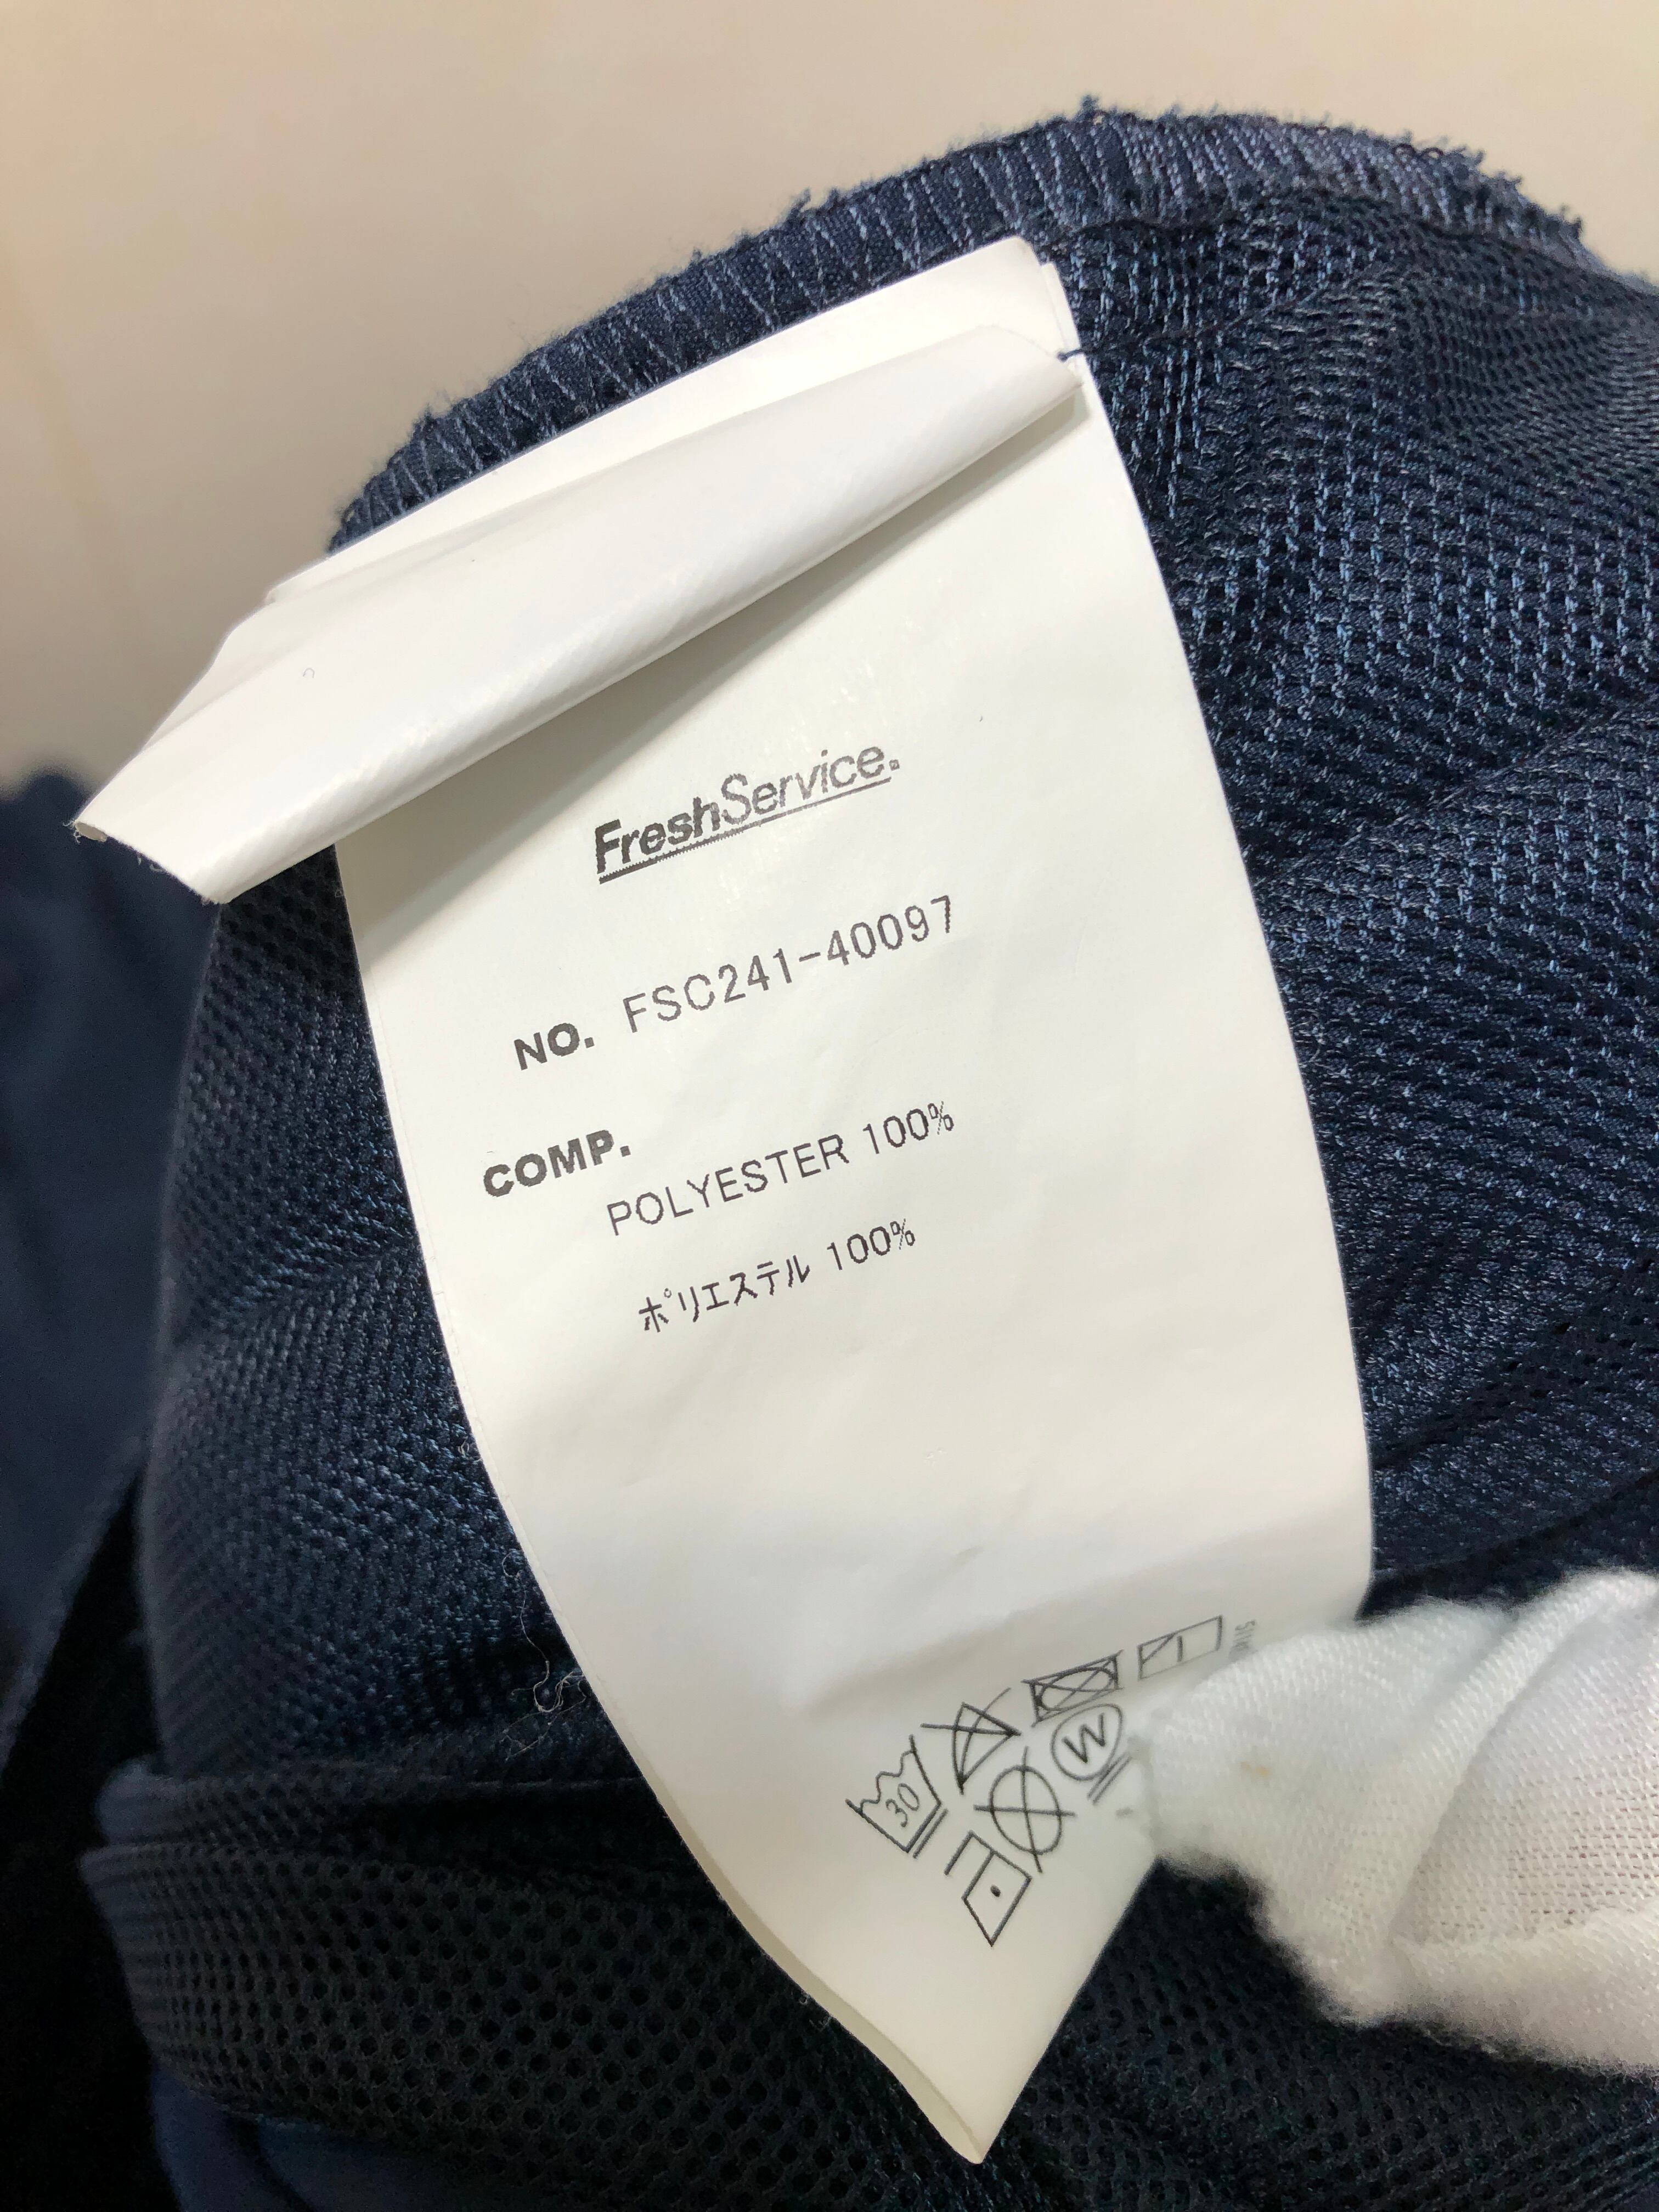 FreshService.
NO. FSC241-40097
COMP.
POLYESTER 100%
ポリエステル 100%
30
W